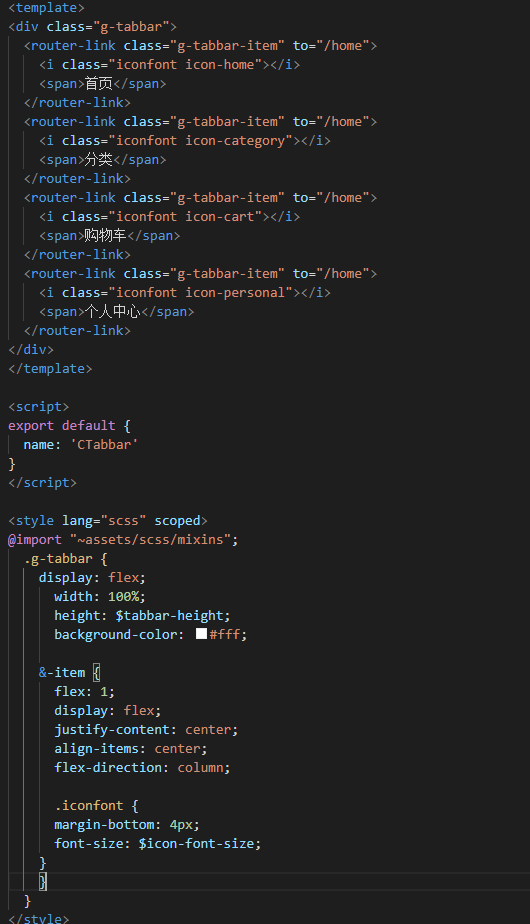 <template>
<div class="g-tabbar">
  <router-link class="g-tabbar-item" to="/home">
    <i class="iconfont icon-home"></i>
    <span>首页</span>
  </router-link>
  <router-link class="g-tabbar-item" to="/home">
    <i class="iconfont icon-category"></i>
    <span>分类</span>
  </router-link>
  <router-link class="g-tabbar-item" to="/home">
    <i class="iconfont icon-cart"></i>
    <span>购物车</span>
  </router-link>
  <router-link class="g-tabbar-item" to="/home">
    <i class="iconfont icon-personal"></i>
    <span>个人中心</span>
  </router-link>
</div>
</template>

<script>
export default {
  name: 'CTabbar'
}
</script>

<style lang="scss" scoped>
@import "~assets/scss/mixins";
  .g-tabbar {
    display: flex;
      width: 100%;
      height: $tabbar-height;
      background-color: #fff;

    &-item {
      flex: 1;
      display: flex;
      justify-content: center;
      align-items: center;
      flex-direction: column;

      .iconfont {
      margin-bottom: 4px;
      font-size: $icon-font-size;
    }
    }
  }
</style>